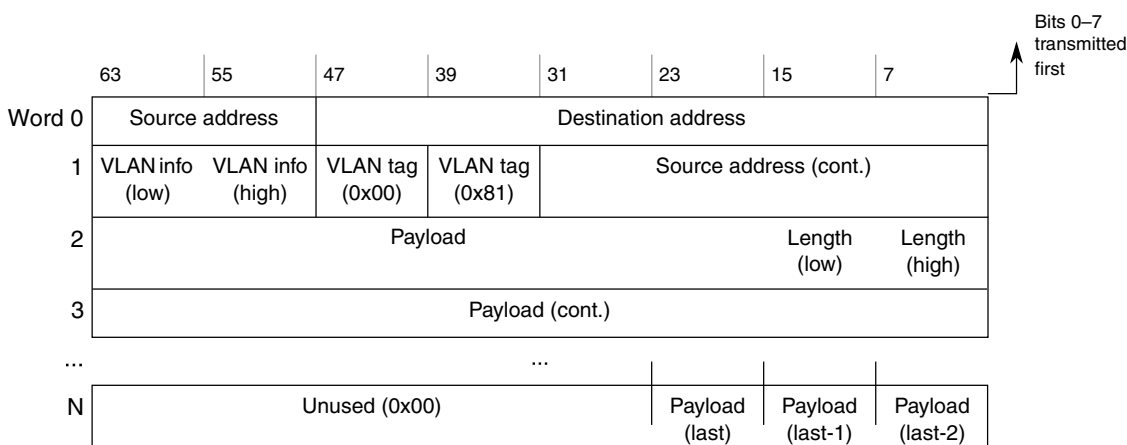 Bits 0–7
transmitted
first
63 55 47 39 31 23 15 7
Word 0 Source address Destination address
1 VLAN info VLAN info VLAN tag VLAN tag Source address (cont.)
(low) (high) (0x00) (0x81)
2 Payload Length Length
(low) (high)
3 Payload (cont.)
... ...
N Unused (0x00) Payload Payload Payload
(last) (last-1) (last-2)